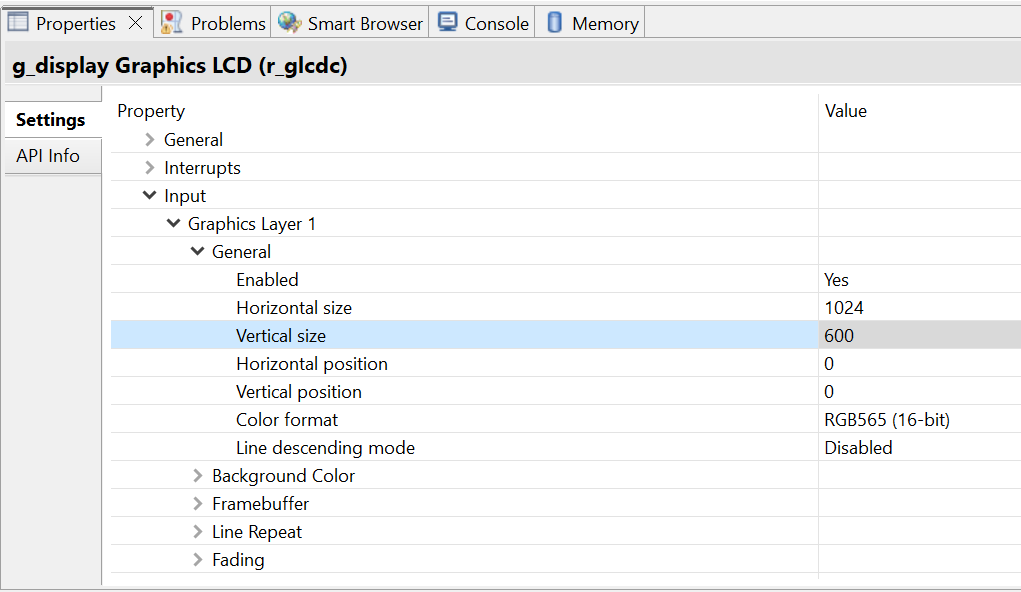 Properties Problems Smart Browser Console Memory
g_display Graphics LCD (r_glcdc)
Settings
API Info
Property Value
General
Interrupts
Input
Graphics Layer 1
General
Enabled Yes
Horizontal size 1024
Vertical size 600
Horizontal position 0
Vertical position 0
Color format RGB565 (16-bit)
Line descending mode Disabled
Background Color
Framebuffer
Line Repeat
Fading